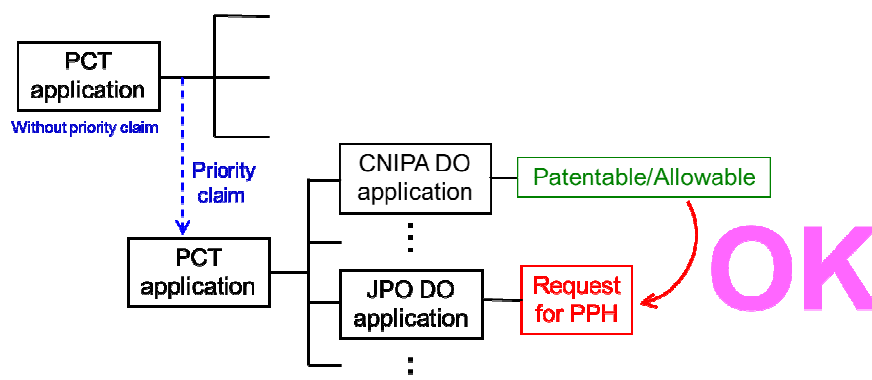 PCT
application
Without priority claim
Priority
claim
PCT
application
CNIPA DO
application
Patentable/Allowable
JPO DO
application
Request
for PPH
OK